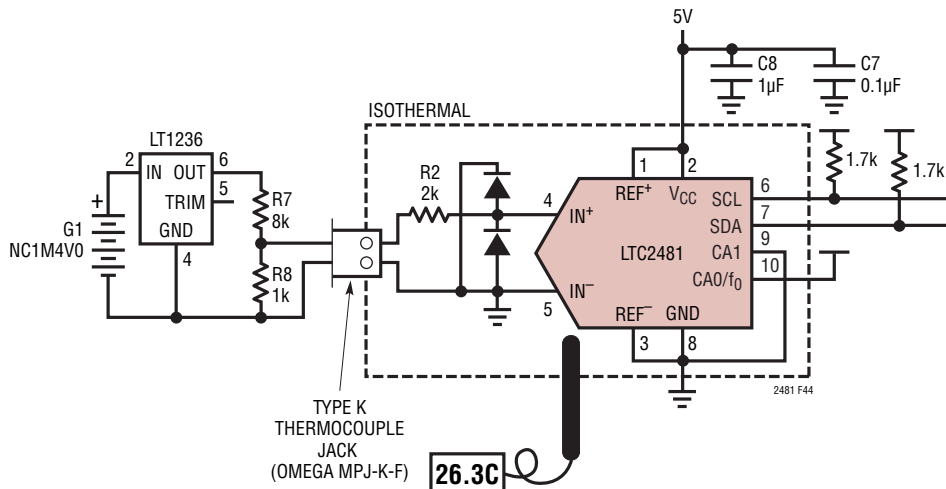 5V
C8
1µF
C7
0.1µF
ISOTHERMAL
LT1236
2
IN
OUT
6
TRIM
5
GND
4
+
G1
NC1M4V0
R7
8k
R8
1k
R2
2k
1
2
REF+
VCC
4
IN+
IN–
5
LTC2481
SCL
6
SDA
7
CA1
9
CA0/f0
10
REF–
GND
3
8
1.7k
1.7k
2481 F44
TYPE K
THERMOCOUPLE
JACK
(OMEGA MPJ-K-F)
26.3C